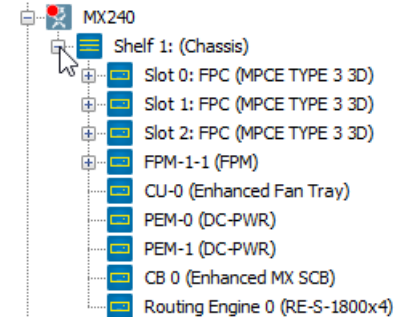 MX240
Shelf 1: (Chassis)
Slot 0: FPC (MPCE TYPE 3 3D)
Slot 1: FPC (MPCE TYPE 3 3D)
Slot 2: FPC (MPCE TYPE 3 3D)
FPM-1-1 (FPM)
CU-0 (Enhanced Fan Tray)
PEM-0 (DC-PWR)
PEM-1 (DC-PWR)
CB 0 (Enhanced MX SCB)
Routing Engine 0 (RE-S-1800x4)